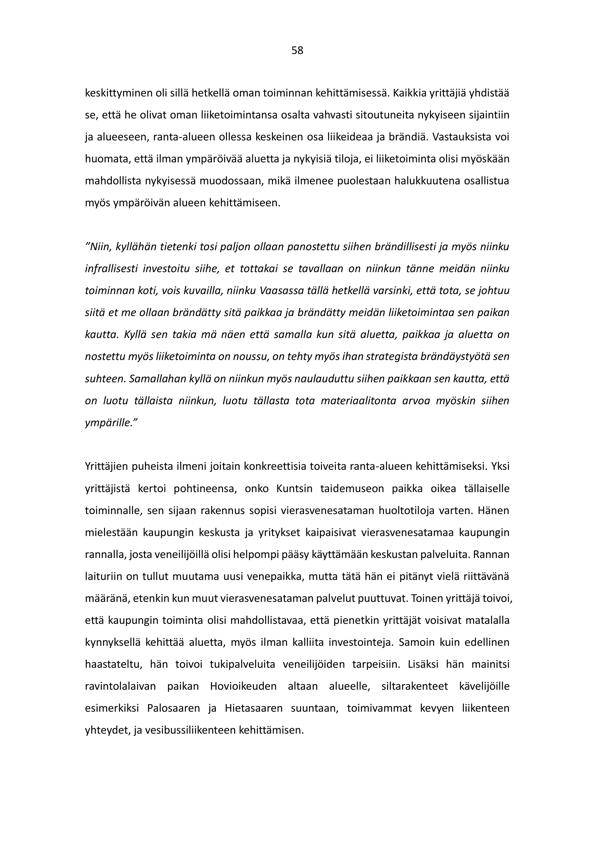 58
keskittyminen oli sillä hetkellä oman toiminnan kehittämisessä. Kaikkia yrittäjiä yhdistää
se, että he olivat oman liiketoimintansa osalta vahvasti sitoutuneita nykyiseen sijaintiin
ja alueeseen, ranta-alueen ollessa keskeinen osa liikeideaa ja brändiä. Vastauksista voi
huomata, että ilman ympäröivää aluetta ja nykyisiä tiloja, ei liiketoiminta olisi myöskään
mahdollista nykyisessä muodossaan, mikä ilmenee puolestaan halukkuutena osallistua
myös ympäröivän alueen kehittämiseen.
”Niin, kyllähän tietenki tosi paljon ollaan panostettu siihen brändillisesti ja myös niinku
infrallisesti investoitu siihe, et tottakai se tavallaan on niinkun tänne meidän niinku
toiminnan koti, vois kuvailla, niinku Vaasassa tällä hetkellä varsinki, että tota, se johtuu
siitä et me ollaan brändätty sitä paikkaa ja brändätty meidän liiketoimintaa sen paikan
kautta. Kyllä sen takia mä näen että samalla kun sitä aluetta, paikkaa ja aluetta on
nostettu myös liiketoiminta on noussu, on tehty myös ihan strategista brändäystyötä sen
suhteen. Samallahan kyllä on niinkun myös naulauduttu siihen paikkaan sen kautta, että
on luotu tällaista niinkun, luotu tällasta tota materiaalitonta arvoa myöskin siihen
ympärille.”
Yrittäjien puheista ilmeni joitain konkreettisia toiveita ranta-alueen kehittämiseksi. Yksi
yrittäjistä kertoi pohtineensa, onko Kuntsin taidemuseon paikka oikea tällaiselle
toiminnalle, sen sijaan rakennus sopisi vierasvenesataman huoltotiloja varten. Hänen
mielestään kaupungin keskusta ja yritykset kaipaisivat vierasvenesatamaa kaupungin
rannalla, josta veneilijöillä olisi helpompi pääsy käyttämään keskustan palveluita. Rannan
laituriin on tullut muutama uusi venepaikka, mutta tätä hän ei pitänyt vielä riittävänä
määränä, etenkin kun muut vierasvenesataman palvelut puuttuvat. Toinen yrittäjä toivoi,
että kaupungin toiminta olisi mahdollistavaa, että pienetkin yrittäjät voisivat matalalla
kynnyksellä kehittää aluetta, myös ilman kalliita investointeja. Samoin kuin edellinen
haastateltu, hän toivoi tukipalveluita veneilijöiden tarpeisiin. Lisäksi hän mainitsi
ravintolalaivan paikan Hovioikeuden altaan alueelle, siltarakenteet kävelijöille
esimerkiksi Palosaaren ja Hietasaaren suuntaan, toimivammat kevyen liikenteen
yhteydet, ja vesibussiliikenteen kehittämisen.